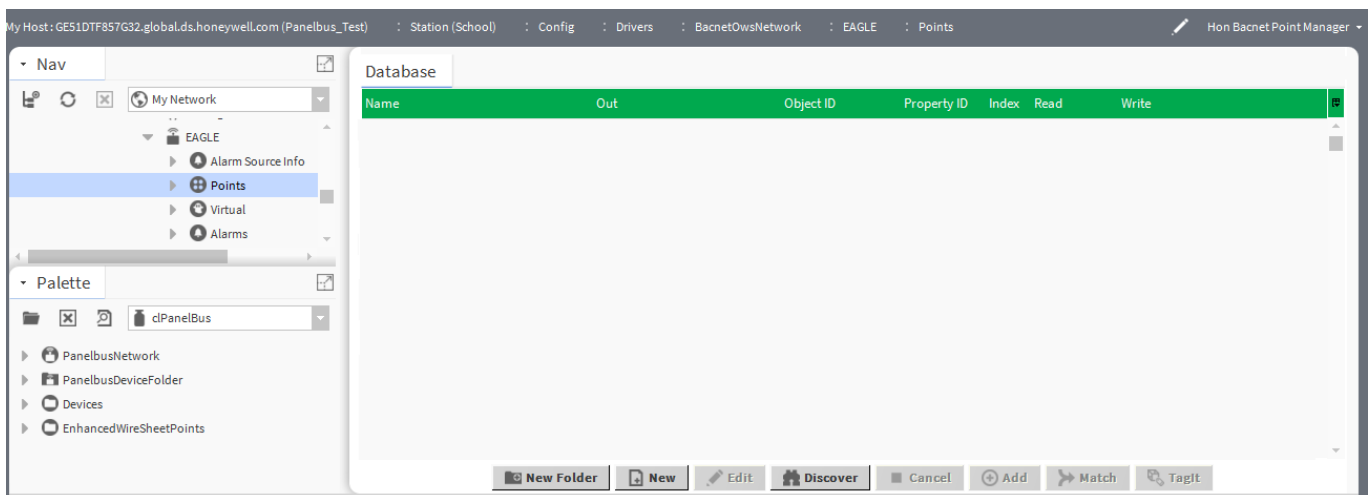 My Host : GE51DTF857G32.global.ds.honeywell.com (Panelbus_Test) : Station (School) : Config : Drivers : BacnetOwsNetwork : EAGLE : Points Hon Bacnet Point Manager
Nav
My Network
EAGLE
Alarm Source Info
Points
Virtual
Alarms
Palette
clPanelBus
PanelbusNetwork
PanelbusDeviceFolder
Devices
EnhancedWireSheetPoints
Database
Name Out Object ID Property ID Index Read Write
New Folder New Edit Discover Cancel Add Match TagIt